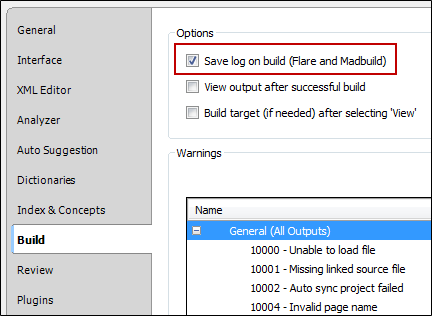 General
Interface
XML Editor
Analyzer
Auto Suggestion
Dictionaries
Index & Concepts
Build
Review
Plugins
Options
Save log on build (Flare and Madbuild)
View output after successful build
Build target (if needed) after selecting 'View'
Warnings
Name
General (All Outputs)
10000 - Unable to load file
10001 - Missing linked source file
10002 - Auto sync project failed
10004 - Invalid page name